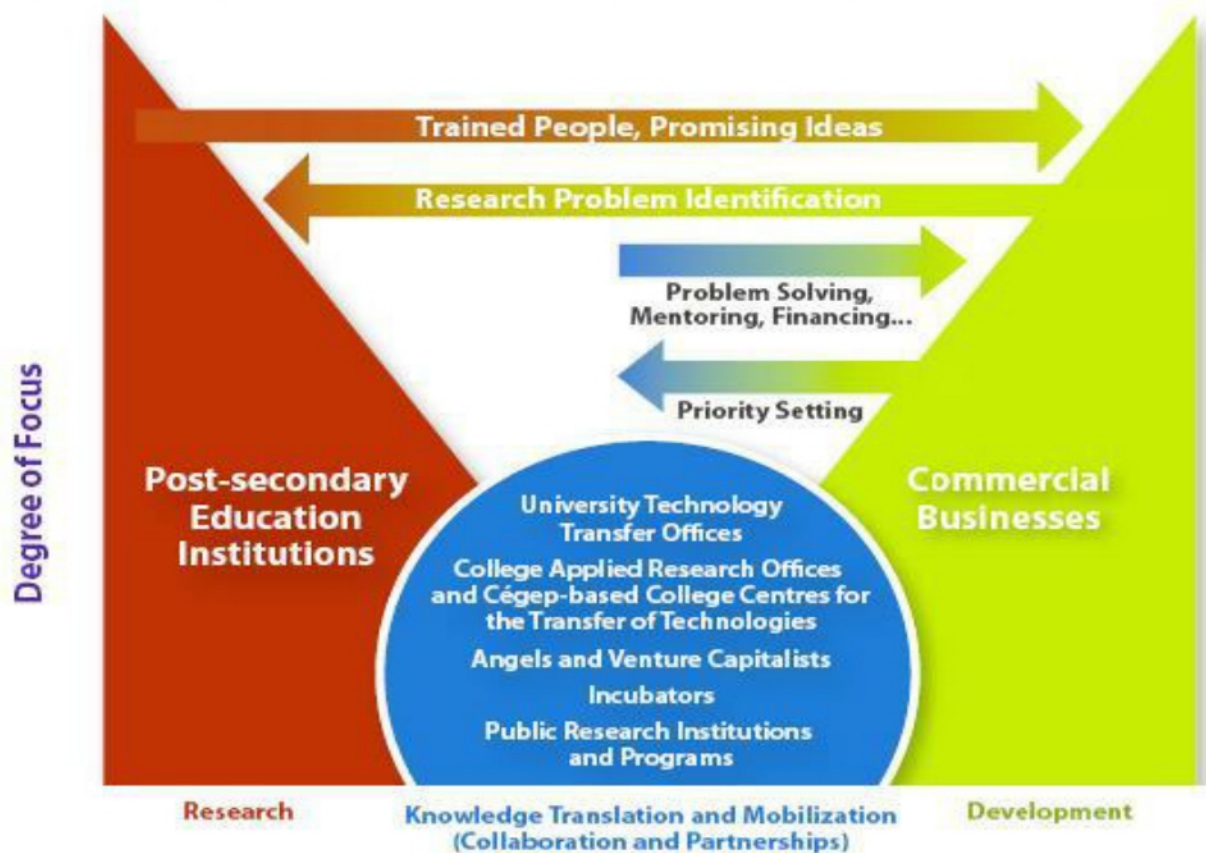 Trained People, Promising Ideas
Research Problem Identification
Problem Solving,
Mentoring, Financing...
Priority Setting
Degree of Focus
Post-secondary
Education
Institutions
University Technology
Transfer Offices
College Applied Research Offices
and Cégep-based College Centres for
the Transfer of Technologies
Angels and Venture Capitalists
Incubators
Public Research Institutions
and Programs
Commercial
Businesses
Research
Knowledge Translation and Mobilization
(Collaboration and Partnerships)
Development